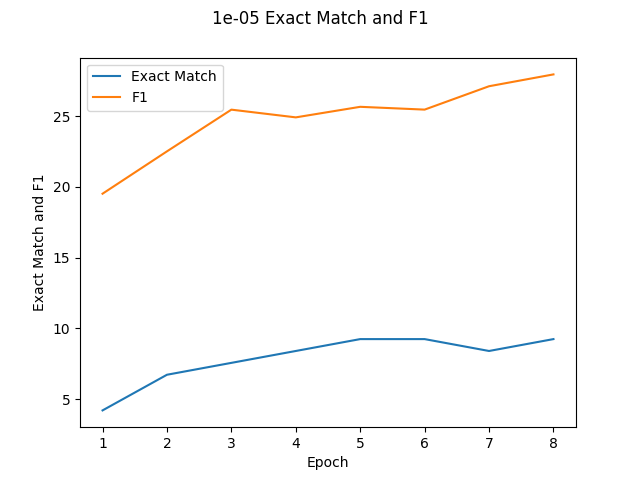 1e-05 Exact Match and F1
Exact Match
F1
25
20
15
10
5
Exact Match and F1
1 2 3 4 5 6 7 8
Epoch